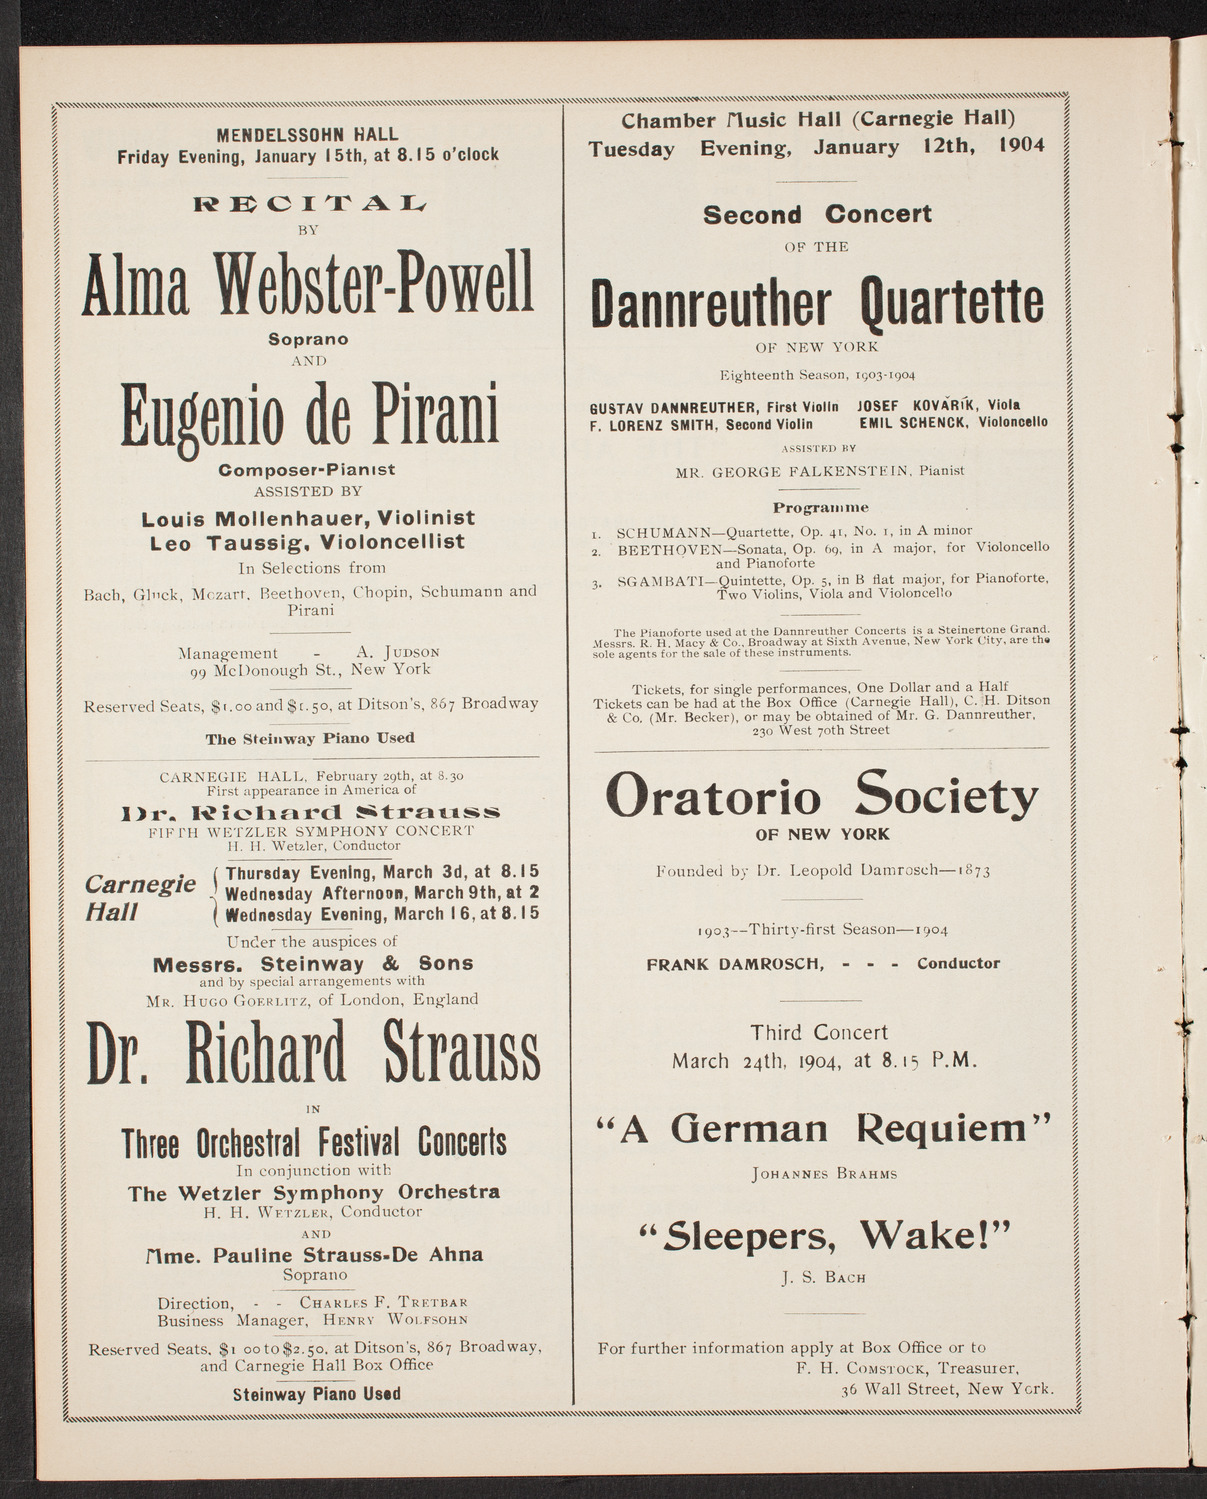 MENDELSSOHN HALL
Friday Evening, January 15th, at 8.15 o'clock
RECITAL
BY
Alma Webster-Powell
Soprano
AND
Eugenio de Pirani
Composer-Pianist
ASSISTED BY
Louis Mollenhauer, Violinist
Leo Taussig, Violoncellist
In Selections from
Bach, Gluck, Mozart, Beethoven, Chopin, Schumann and
Pirani
Management - A. JUDSON
99 McDonough St., New York
Reserved Seats, $1.00 and $1.50, at Ditson's, 867 Broadway
The Steinway Piano Used
CARNEGIE HALL, February 29th, at 8.30
First appearance in America of
Dr. Richard Strauss
FIFTH WETZLER SYMPHONY CONCERT
H. H. Wetzler, Conductor
Carnegie Hall
Thursday Evening, March 3d, at 8.15
Wednesday Afternoon, March 9th, at 2
Wednesday Evening, March 16, at 8.15
Under the auspices of
Messrs. Steinway & Sons
and by special arrangements with
MR. HUGO GOERLITZ, of London, England
Dr. Richard Strauss
IN
Three Orchestral Festival Concerts
In conjunction with
The Wetzler Symphony Orchestra
H. H. WETZLER, Conductor
AND
Mme. Pauline Strauss-De Ahna
Soprano
Direction, - - CHARLES F. TRETBAR
Business Manager, HENRY WOLFSOHN
Reserved Seats, $1 00 to $2.50, at Ditson's, 867 Broadway,
and Carnegie Hall Box Office
Steinway Piano Used
Chamber Music Hall (Carnegie Hall)
Tuesday Evening, January 12th, 1904
Second Concert
OF THE
Dannreuther Quartette
OF NEW YORK
Eighteenth Season, 1903-1904
GUSTAV DANNREUTHER, First Violin JOSEF KOVÁŘÍK, Viola
F. LORENZ SMITH, Second Violin EMIL SCHENCK, Violoncello
ASSISTED BY
MR. GEORGE FALKENSTEIN, Pianist
Programme
1. SCHUMANN—Quartette, Op. 41, No. 1, in A minor
2. BEETHOVEN—Sonata, Op. 69, in A major, for Violoncello
and Pianoforte
3. SGAMBATI—Quintette, Op. 5, in B flat major, for Pianoforte,
Two Violins, Viola and Violoncello
The Pianoforte used at the Dannreuther Concerts is a Steinertone Grand.
Messrs. R. H. Macy & Co., Broadway at Sixth Avenue, New York City, are the
sole agents for the sale of these instruments.
Tickets, for single performances, One Dollar and a Half
Tickets can be had at the Box Office (Carnegie Hall), C. H. Ditson
& Co. (Mr. Becker), or may be obtained of Mr. G. Dannreuther,
230 West 70th Street
Oratorio Society
OF NEW YORK
Founded by Dr. Leopold Damrosch—1873
1903--Thirty-first Season—1904
FRANK DAMROSCH, - - - Conductor
Third Concert
March 24th, 1904, at 8.15 P.M.
“A German Requiem”
JOHANNES BRAHMS
“Sleepers, Wake!”
J. S. BACH
For further information apply at Box Office or to
F. H. COMSTOCK, Treasurer,
36 Wall Street, New York.